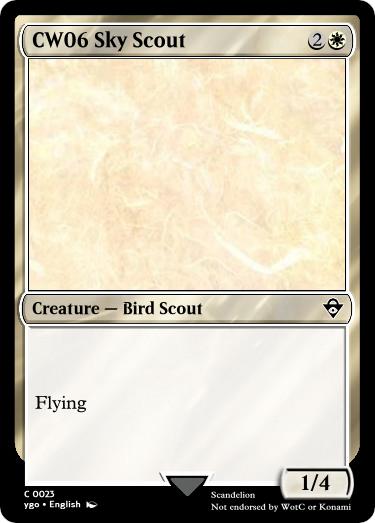 CW06 Sky Scout 2
Creature — Bird Scout
Flying
1/4
C 0023
ygo • English
Scandelion
Not endorsed by WotC or Konami